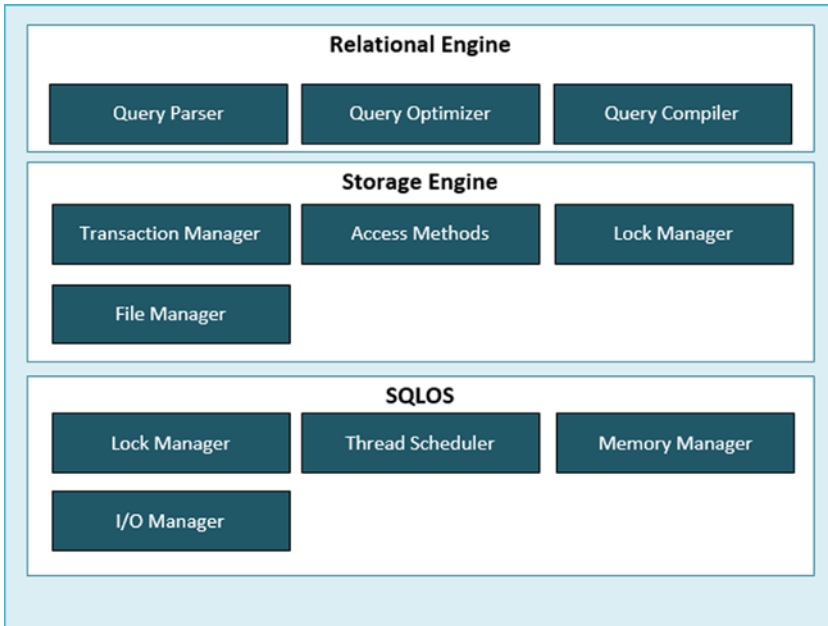 Relational Engine
Query Parser
Query Optimizer
Query Compiler
Storage Engine
Transaction Manager
Access Methods
Lock Manager
File Manager
SQLOS
Lock Manager
Thread Scheduler
Memory Manager
I/O Manager